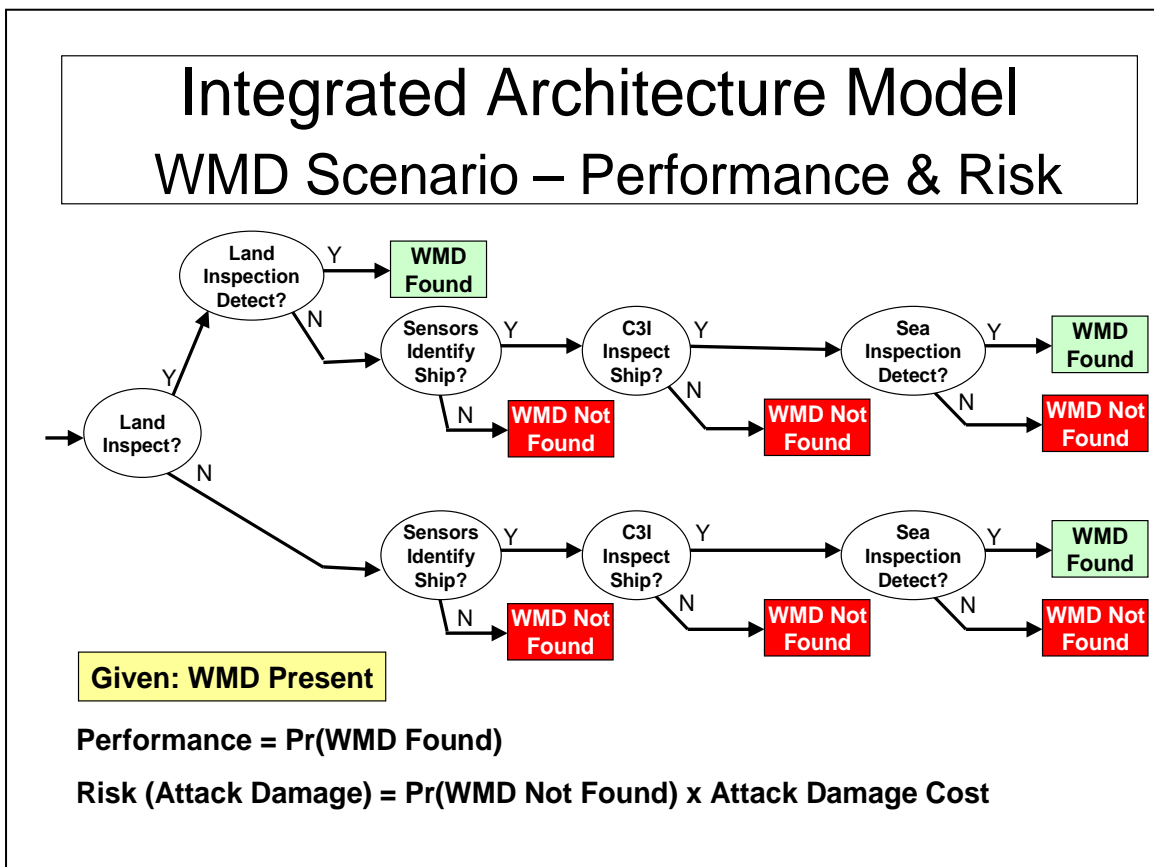 Integrated Architecture Model
WMD Scenario – Performance & Risk
Land
Inspection
Detect?
Y
WMD
Found
N
Sensors
Identify
Ship?
Y
C3I
Inspect
Ship?
Y
Sea
Inspection
Detect?
Y
WMD
Found
Y
N
WMD Not
Found
N
WMD Not
Found
N
WMD Not
Found
Land
Inspect?
N
Sensors
Identify
Ship?
Y
C3I
Inspect
Ship?
Y
Sea
Inspection
Detect?
Y
WMD
Found
N
WMD Not
Found
N
WMD Not
Found
N
WMD Not
Found
Given: WMD Present
Performance = Pr(WMD Found)
Risk (Attack Damage) = Pr(WMD Not Found) x Attack Damage Cost